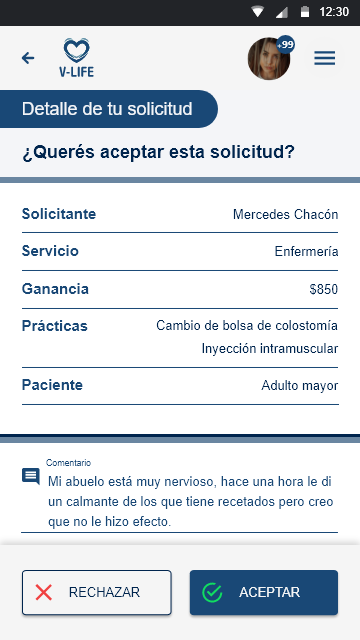 12:30
+99
V-LIFE
Detalle de tu solicitud
¿Querés aceptar esta solicitud?
Solicitante Mercedes Chacón
Servicio Enfermería
Ganancia $850
Prácticas Cambio de bolsa de colostomía
Inyección intramuscular
Paciente Adulto mayor
Comentario
Mi abuelo está muy nervioso, hace una hora le di
un calmante de los que tiene recetados pero creo
que no le hizo efecto.
RECHAZAR ACEPTAR